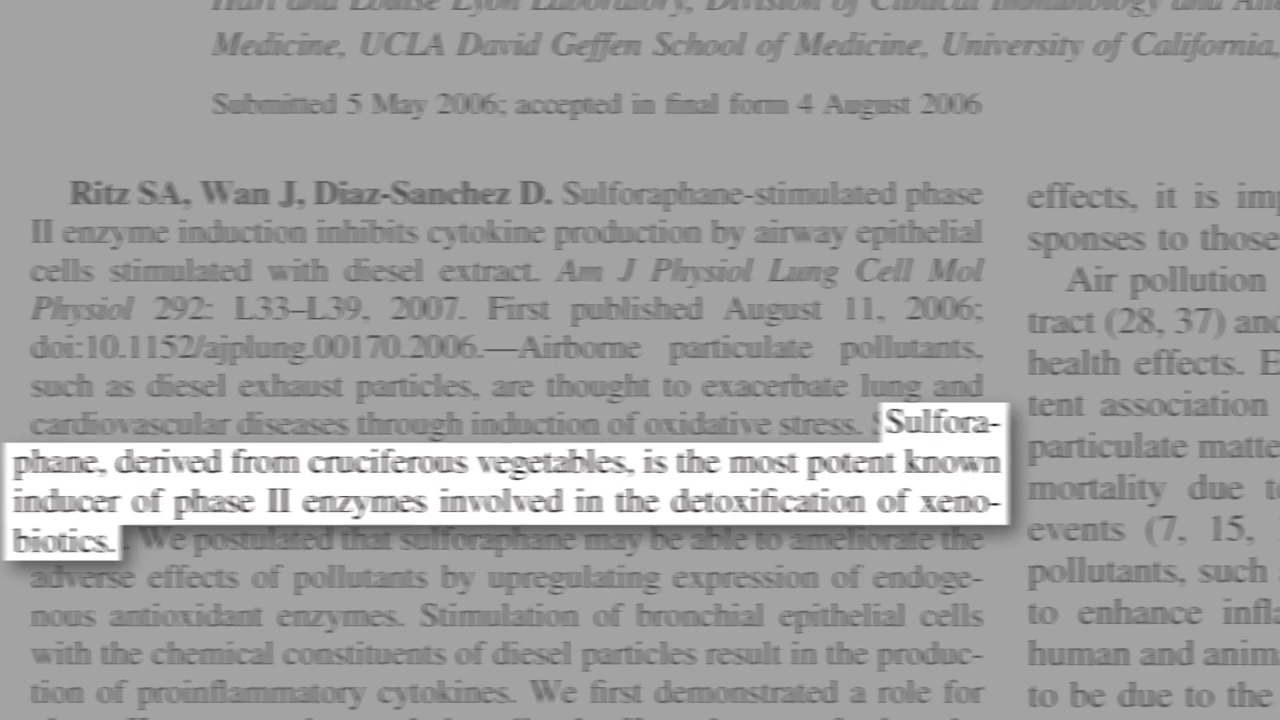 Medicine, UCLA David Geffen School of Medicine, University of California,
Submitted 5 May 2006; accepted in final form 4 August 2006
Ritz SA, Wan J, Diaz-Sanchez D. Sulforaphane-stimulated phase
II enzyme induction inhibits cytokine production by airway epithelial
cells stimulated with diesel extract. Am J Physiol Lung Cell Mol
Physiol 292: L33–L39, 2007. First published August 11, 2006;
doi:10.1152/ajplung.00170.2006.—Airborne particulate pollutants,
such as diesel exhaust particles, are thought to exacerbate lung and
cardiovascular diseases through induction of oxidative stress. Sulfora-
phane, derived from cruciferous vegetables, is the most potent known
inducer of phase II enzymes involved in the detoxification of xeno-
biotics. We postulated that sulforaphane may be able to ameliorate the
adverse effects of pollutants by upregulating expression of endoge-
nous antioxidant enzymes. Stimulation of bronchial epithelial cells
with the chemical constituents of diesel particles result in the produc-
tion of proinflammatory cytokines. We first demonstrated a role for
effects, it is
sponses to those
Air pollution
tract (28, 37) and
health effects.
tent association
particulate matte
mortality due
events (7, 15,
pollutants, such
to enhance
human and
to be due to the